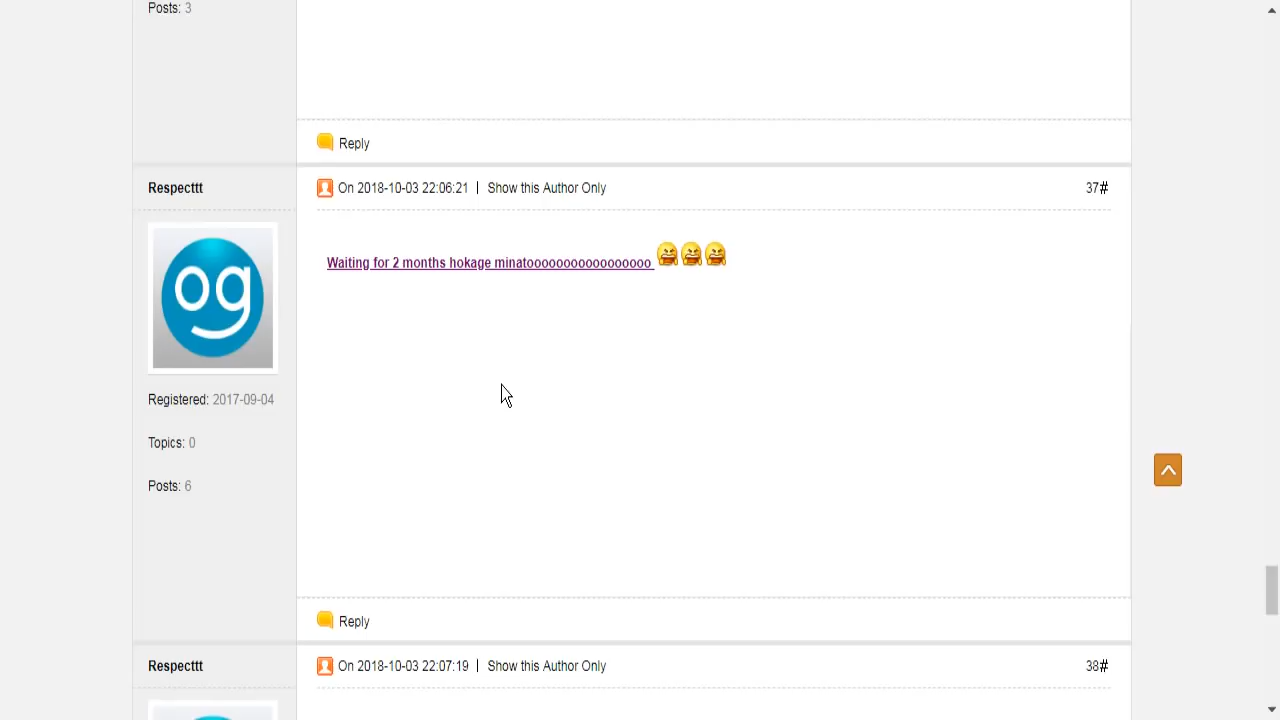 Posts: 3
Reply
Respecttt
On 2018-10-03 22:06:21 | Show this Author Only
37#
Waiting for 2 months hokage minatooooooooooooooooo
og
Registered: 2017-09-04
Topics: 0
Posts: 6
Reply
Respecttt
On 2018-10-03 22:07:19 | Show this Author Only
38#